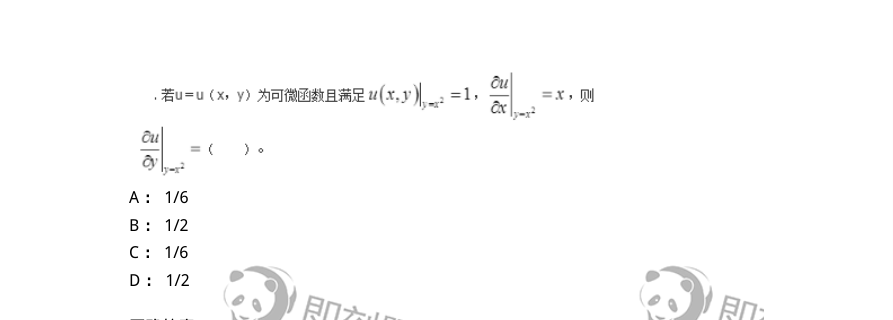 . 若u＝u（x，y）为可微函数且满足 u(x,y)|y=x² =1， ∂u/∂x|y=x² = x，则
∂u/∂y|y=x² =（ ）。
A： 1/6
B： 1/2
C： 1/6
D： 1/2